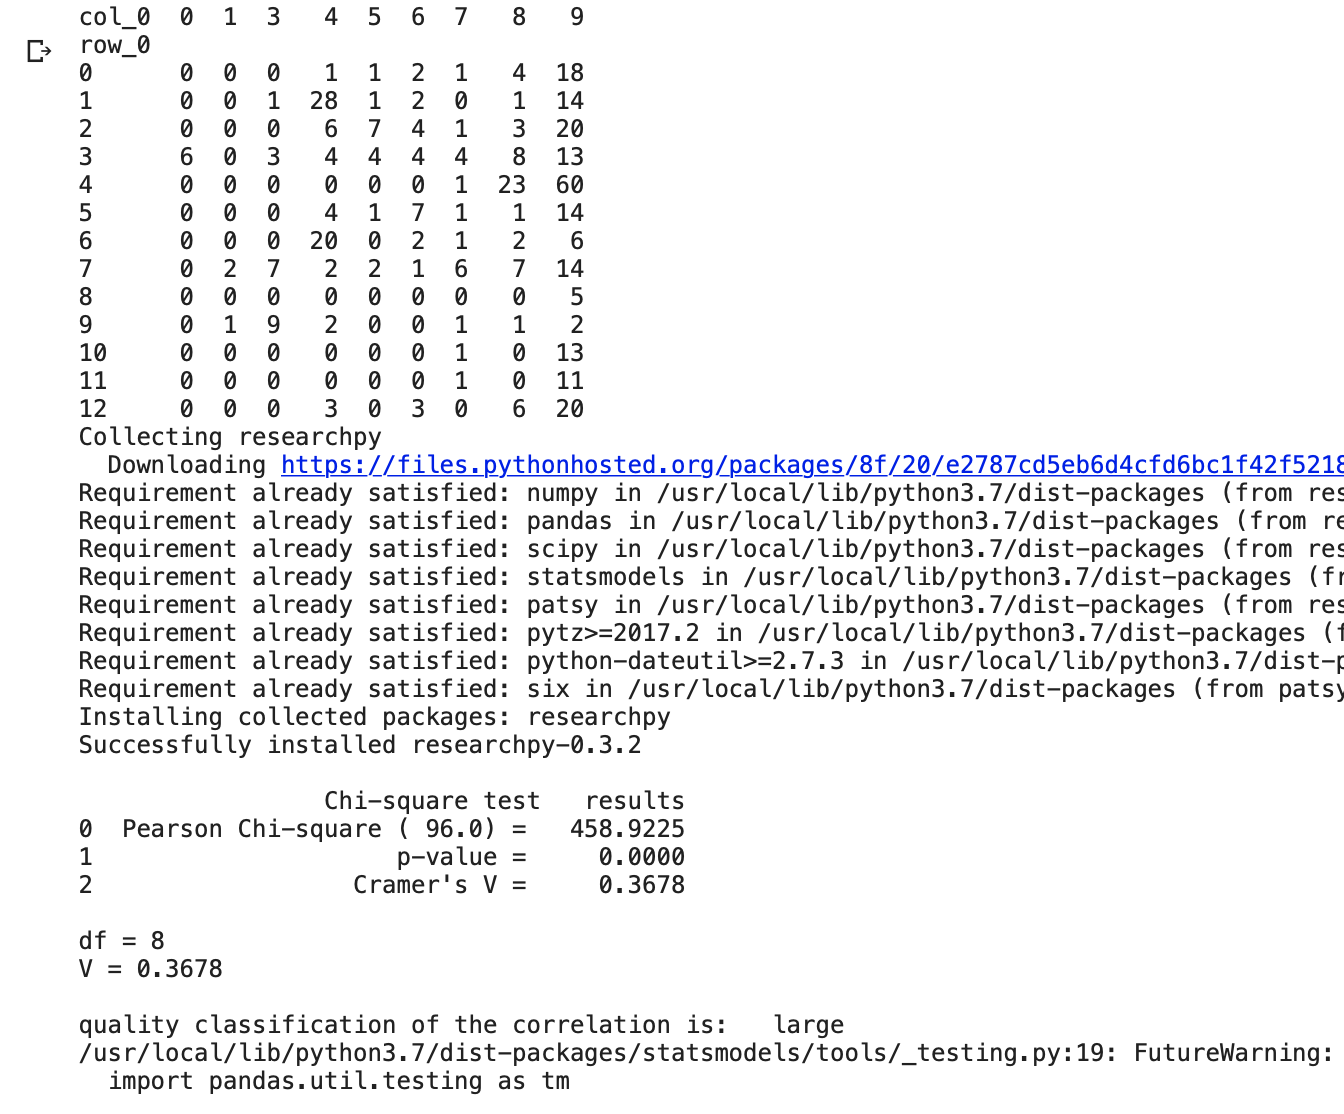 col_0 0 1 3 4 5 6 7 8 9
row_0
0 0 0 0 1 1 2 1 4 18
1 0 0 1 28 1 2 0 1 14
2 0 0 0 6 7 4 1 3 20
3 6 0 3 4 4 4 4 8 13
4 0 0 0 0 0 0 1 23 60
5 0 0 0 4 1 7 1 1 14
6 0 0 0 20 0 2 1 2 6
7 0 2 7 2 2 1 6 7 14
8 0 0 0 0 0 0 0 0 5
9 0 1 9 2 0 0 1 1 2
10 0 0 0 0 0 0 1 0 13
11 0 0 0 0 0 0 1 0 11
12 0 0 0 3 0 3 0 6 20
Collecting researchpy
Downloading https://files.pythonhosted.org/packages/8f/20/e2787cd5eb6d4cfd6bc1f42f5218
Requirement already satisfied: numpy in /usr/local/lib/python3.7/dist-packages (from res
Requirement already satisfied: pandas in /usr/local/lib/python3.7/dist-packages (from re
Requirement already satisfied: scipy in /usr/local/lib/python3.7/dist-packages (from res
Requirement already satisfied: statsmodels in /usr/local/lib/python3.7/dist-packages (fr
Requirement already satisfied: patsy in /usr/local/lib/python3.7/dist-packages (from res
Requirement already satisfied: pytz>=2017.2 in /usr/local/lib/python3.7/dist-packages (f
Requirement already satisfied: python-dateutil>=2.7.3 in /usr/local/lib/python3.7/dist-p
Requirement already satisfied: six in /usr/local/lib/python3.7/dist-packages (from patsy
Installing collected packages: researchpy
Successfully installed researchpy-0.3.2
Chi-square test results
0 Pearson Chi-square ( 96.0) = 458.9225
1 p-value = 0.0000
2 Cramer's V = 0.3678
df = 8
V = 0.3678
quality classification of the correlation is: large
/usr/local/lib/python3.7/dist-packages/statsmodels/tools/_testing.py:19: FutureWarning:
import pandas.util.testing as tm